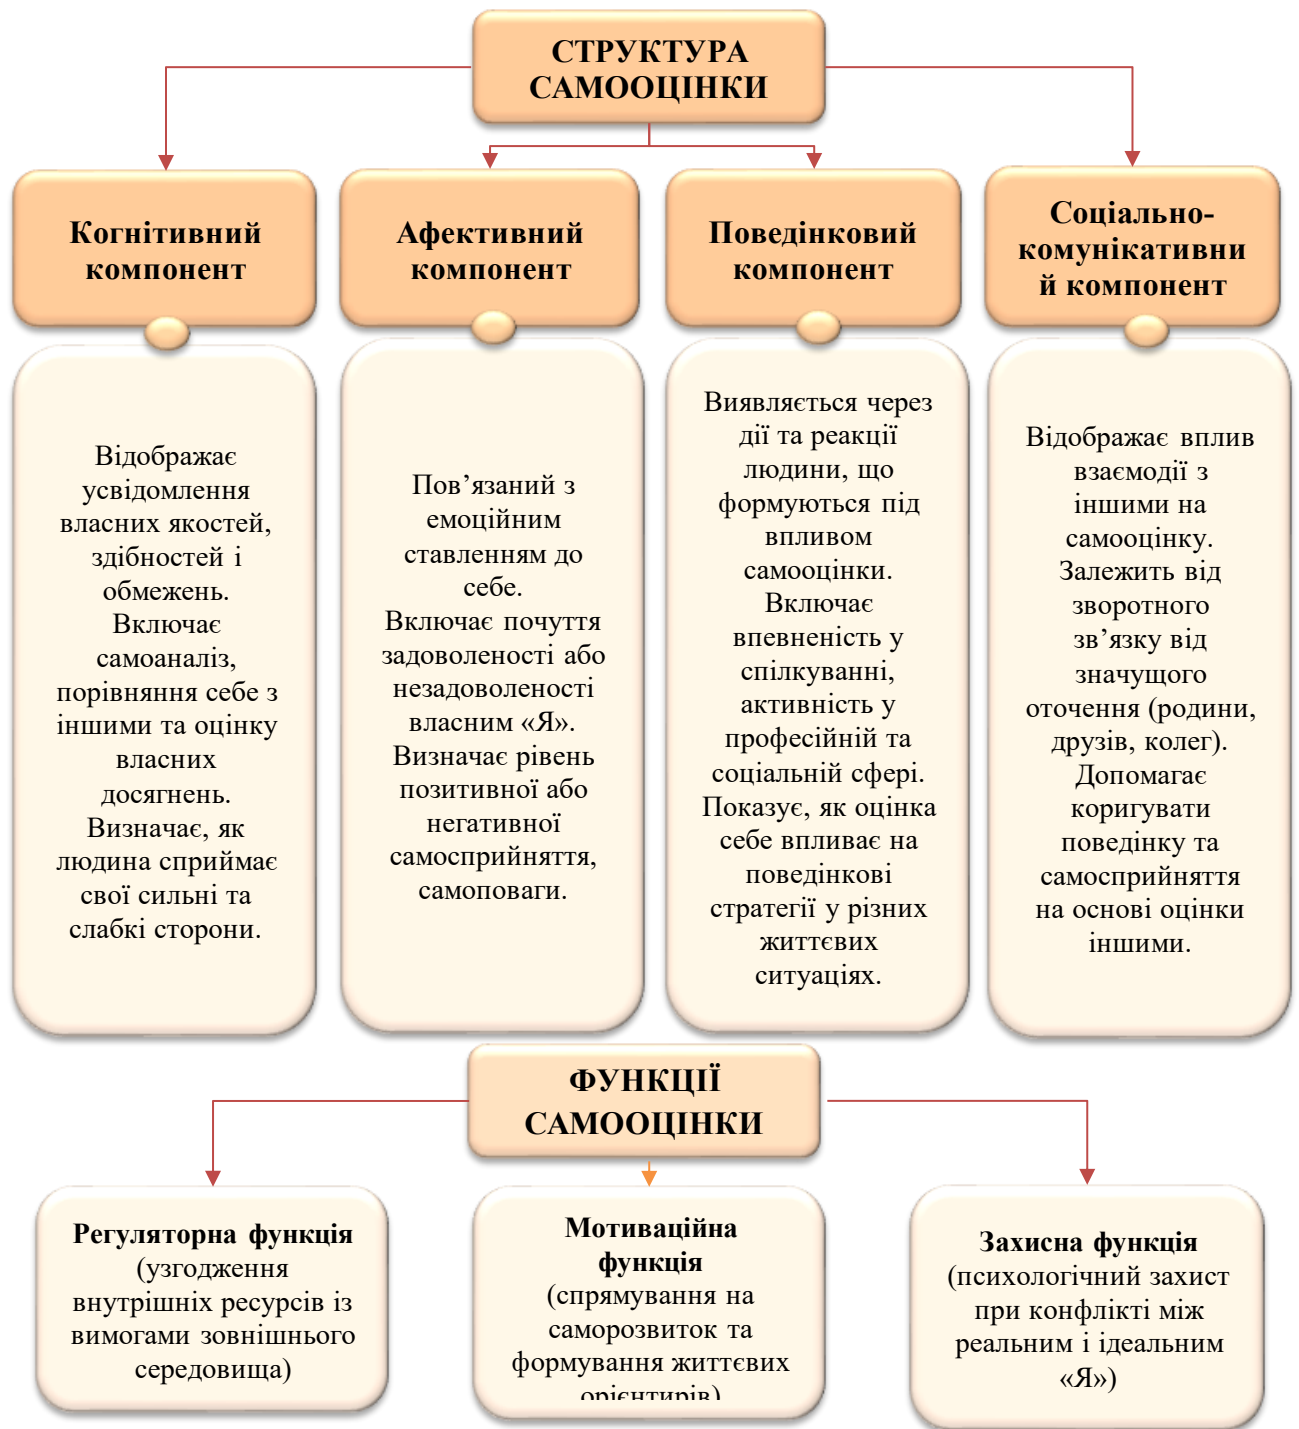 СТРУКТУРА
САМООЦІНКИ
Когнітивний
компонент
Афективний
компонент
Поведінковий
компонент
Соціально-
комунікативни
й компонент
Відображає
усвідомлення
власних якостей,
здібностей і
обмежень.
Включає
самоаналіз,
порівняння себе з
іншими та оцінку
власних
досягнень.
Визначає, як
людина сприймає
свої сильні та
слабкі сторони.
Пов’язаний з
емоційним
ставленням до
себе.
Включає почуття
задоволеності або
незадоволеності
власним «Я».
Визначає рівень
позитивної або
негативної
самосприйняття,
самоповаги.
Виявляється через
дії та реакції
людини, що
формуються під
впливом
самооцінки.
Включає
впевненість у
спілкуванні,
активність у
професійній та
соціальній сфері.
Показує, як оцінка
себе впливає на
поведінкові
стратегії у різних
життєвих
ситуаціях.
Відображає вплив
взаємодії з
іншими на
самооцінку.
Залежить від
зворотного
зв’язку від
значущого
оточення (родини,
друзів, колег).
Допомагає
коригувати
поведінку та
самосприйняття
на основі оцінки
іншими.
ФУНКЦІЇ
САМООЦІНКИ
Регуляторна функція
(узгодження
внутрішніх ресурсів із
вимогами зовнішнього
середовища)
Мотиваційна
функція
(спрямування на
саморозвиток та
формування життєвих
орієнтирів)
Захисна функція
(психологічний захист
при конфлікті між
реальним і ідеальним
«Я»)